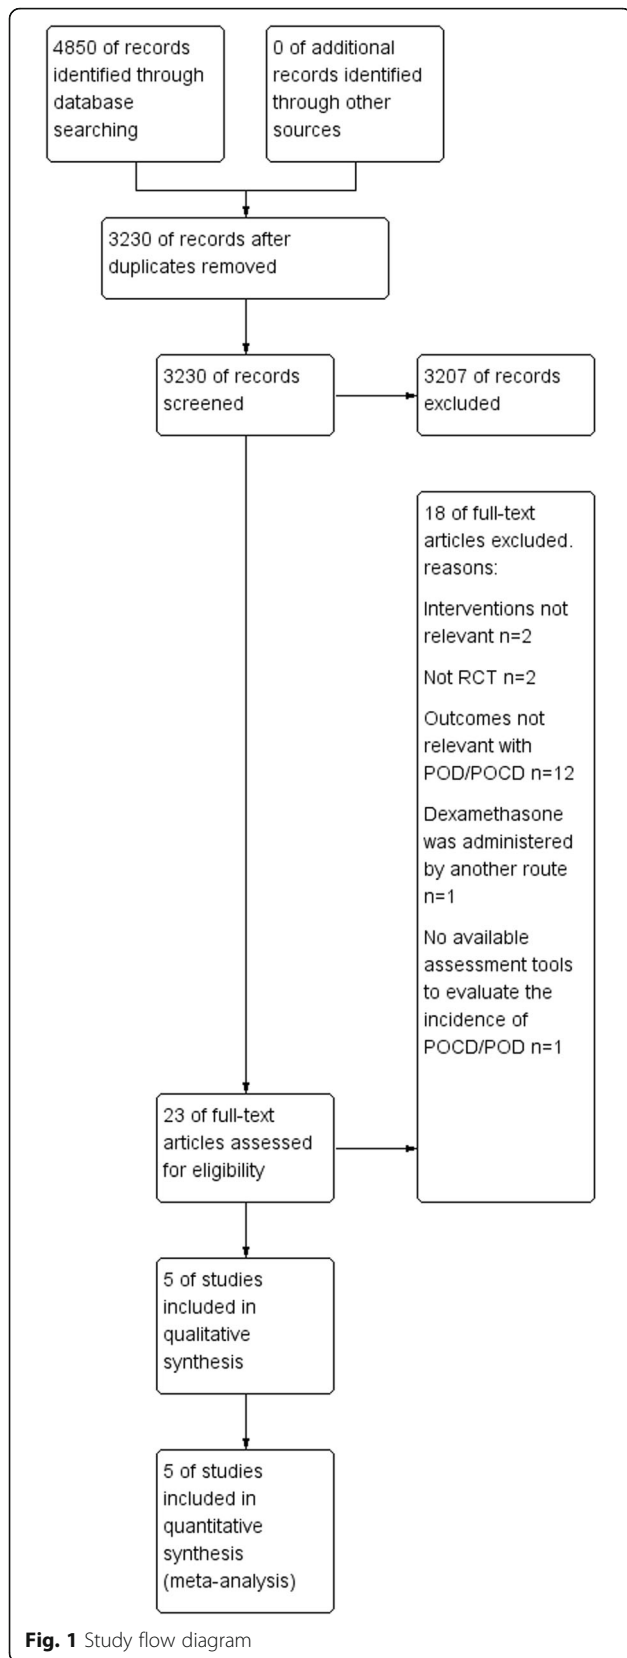 4850 of records
identified through
database
searching
0 of additional
records identified
through other
sources
3230 of records after
duplicates removed
3230 of records
screened
3207 of records
excluded
18 of full-text
articles excluded.
reasons:
Interventions not
relevant n=2
Not RCT n=2
Outcomes not
relevant with
POD/POCD n=12
Dexamethasone
was administered
by another route
n=1
No available
assessment tools
to evaluate the
incidence of
POCD/POD n=1
23 of full-text
articles assessed
for eligibility
5 of studies
included in
qualitative
synthesis
5 of studies
included in
quantitative
synthesis
(meta-analysis)
Fig. 1 Study flow diagram